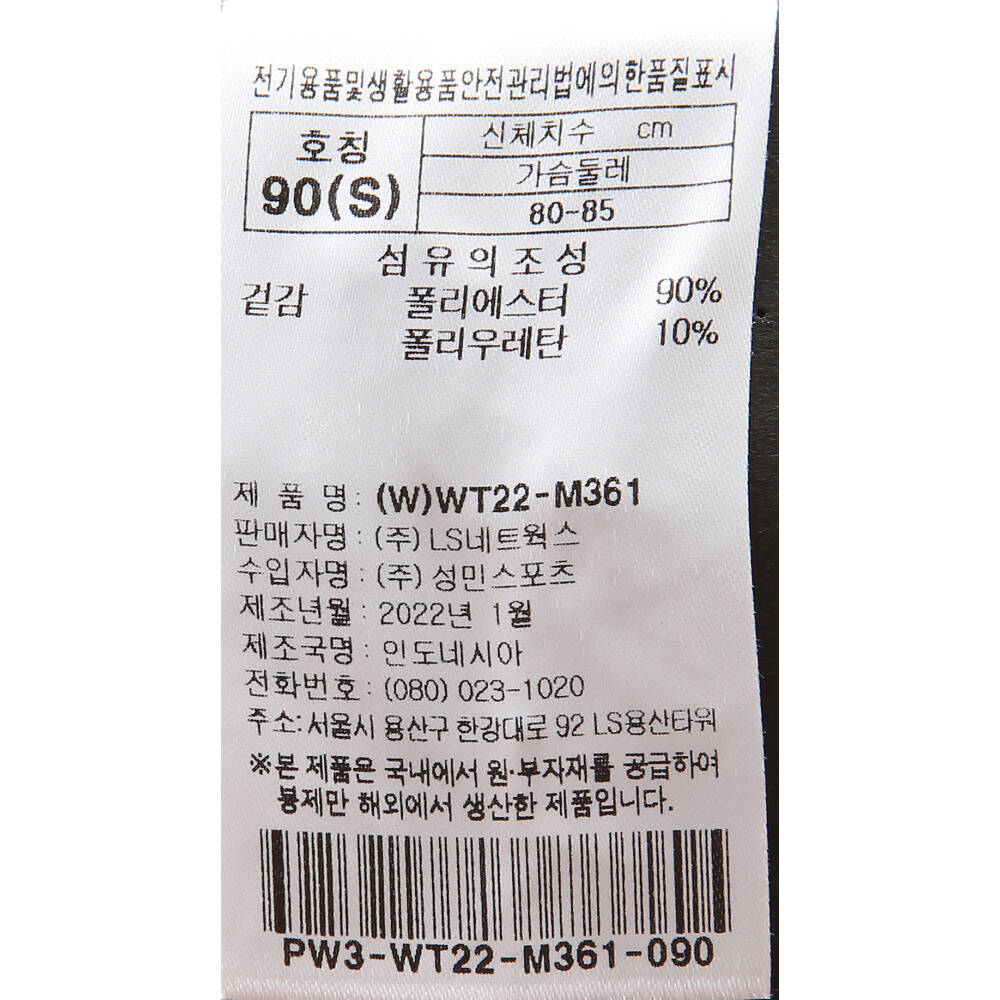 전기용품및생활용품안전관리법에의한품질표시
호칭
90(S)
신체치수 cm
가슴둘레
80-85
섬유의조성
겉감 폴리에스터 90%
폴리우레탄 10%
제 품 명 : (W)WT22-M361
판매자명 : (주) LS네트웍스
수입자명 : (주) 성민스포츠
제조년월 : 2022년 1월
제조국명 : 인도네시아
전화번호 : (080) 023-1020
주소: 서울시 용산구 한강대로 92 LS용산타워
※본 제품은 국내에서 원·부자재를 공급하여
봉제만 해외에서 생산한 제품입니다.
PW3-WT22-M361-090